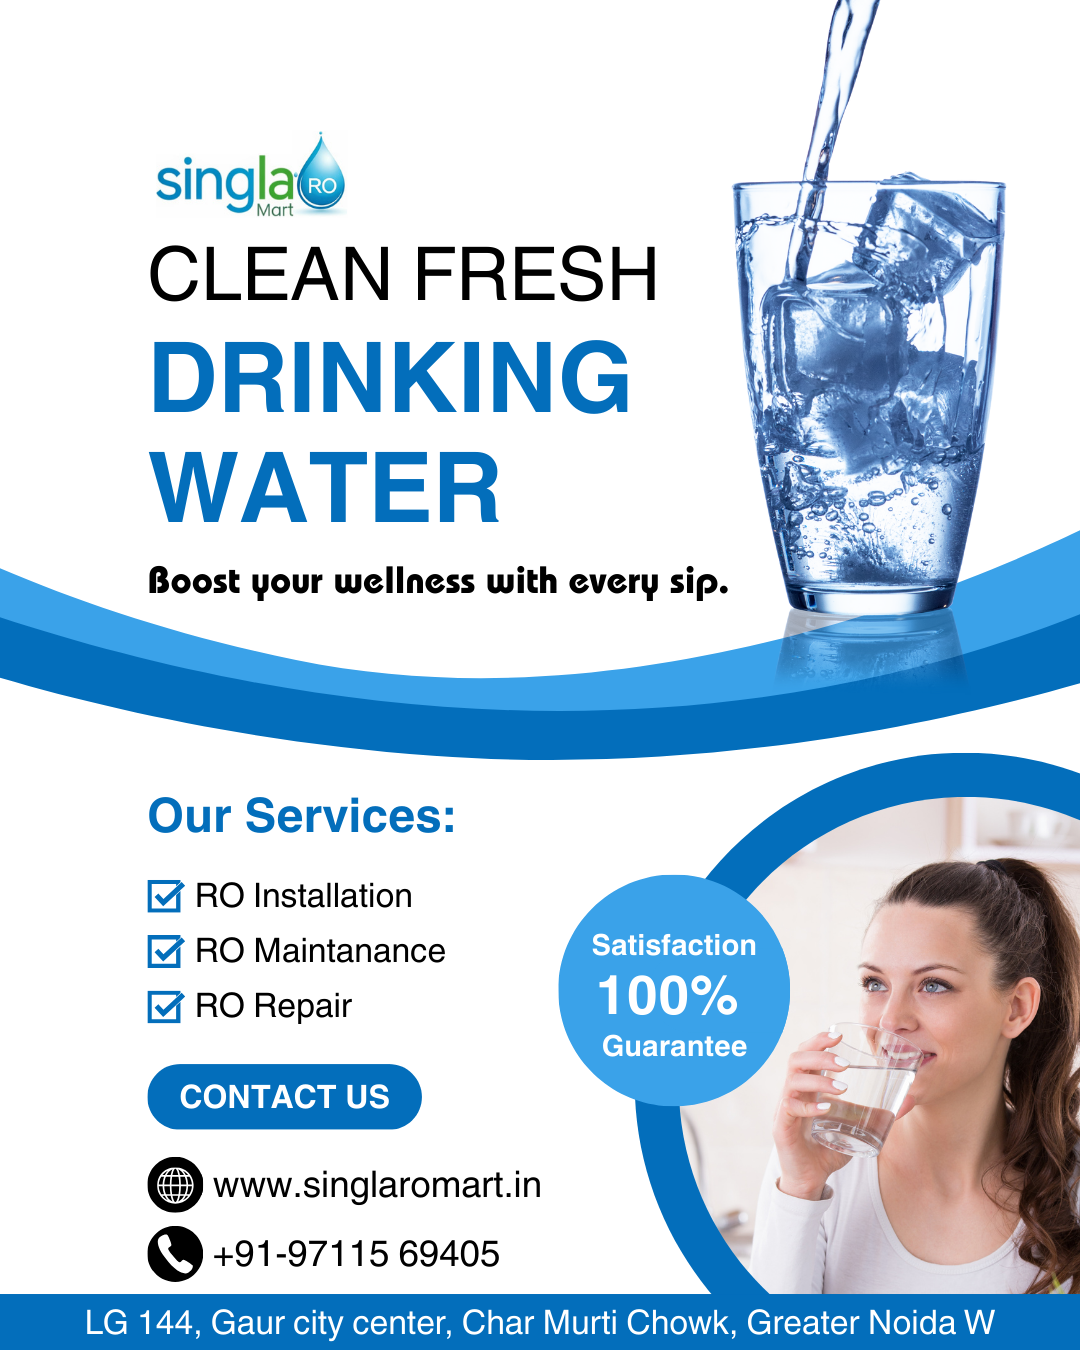 singla RO
Mart
CLEAN FRESH
DRINKING
WATER
Boost your wellness with every sip.
Our Services:
RO Installation
RO Maintanance
RO Repair
Satisfaction
100%
Guarantee
CONTACT US
www.singlaromart.in
+91-97115 69405
LG 144, Gaur city center, Char Murti Chowk, Greater Noida W